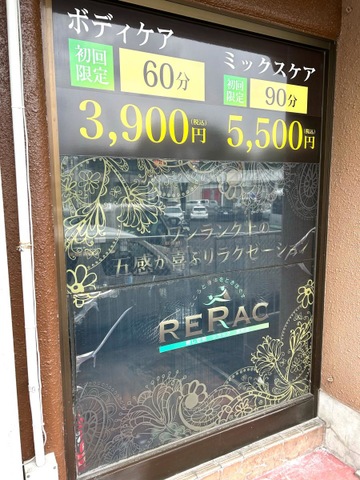 ボディケア
初回限定
60分
3,900円(税込)
ミックスケア
初回限定
90分
5,500円(税込)
ワンランク上の
五感が喜ぶリラクゼーション
RERAC